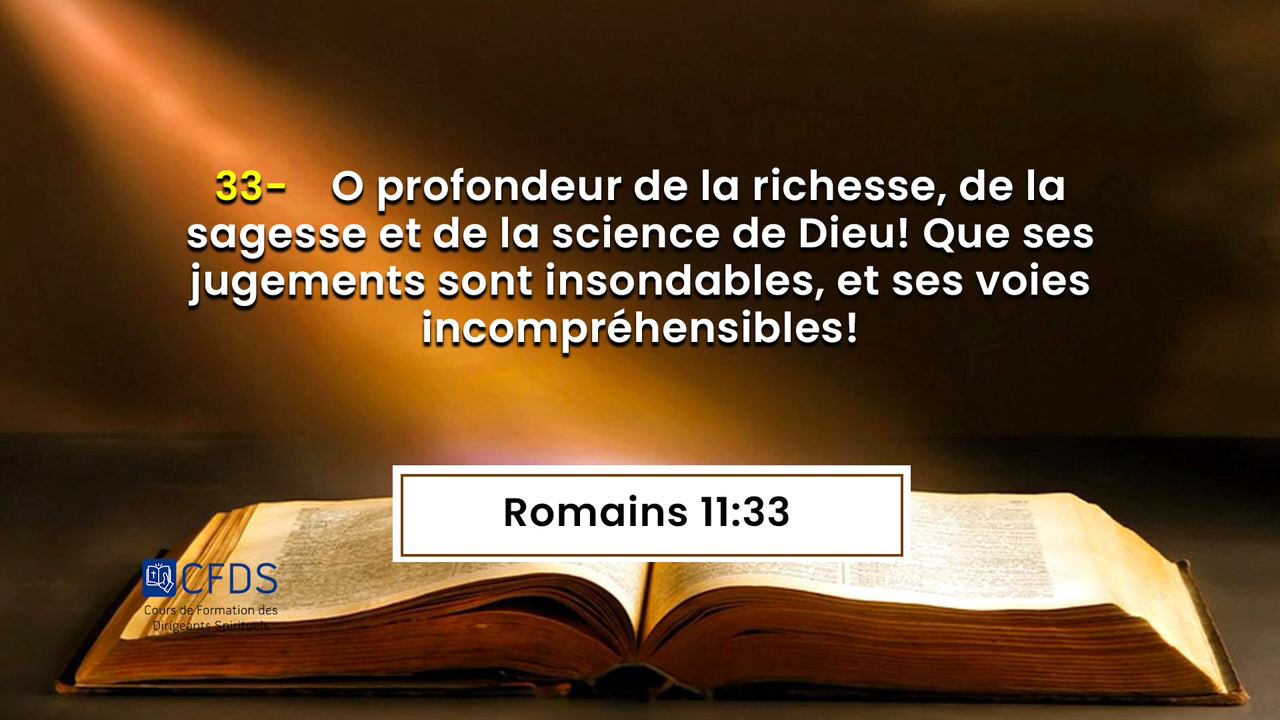 33- O profondeur de la richesse, de la
sagesse et de la science de Dieu! Que ses
jugements sont insondables, et ses voies
incompréhensibles!
Romains 11:33
CFDS
Cours de Formation des
Dirigeants Spirituels